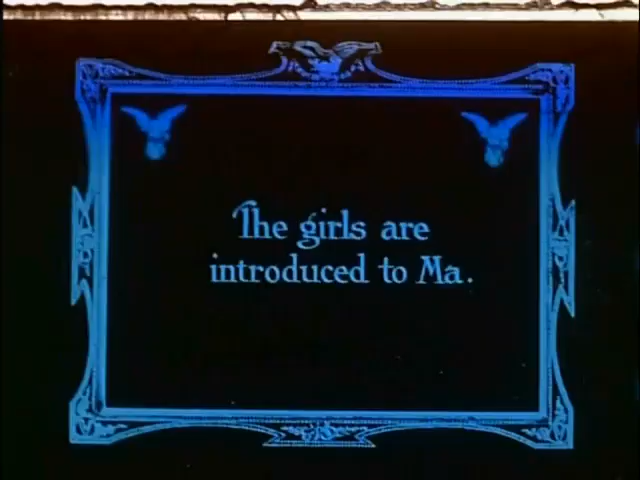 The girls are
introduced to Ma.